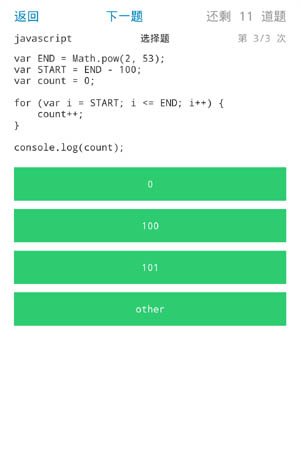 返回 下一题 还剩 11 道题
javascript 选择题 第 3/3 次
var END = Math.pow(2, 53);
var START = END - 100;
var count = 0;
for (var i = START; i <= END; i++) {
    count++;
}
console.log(count);
0
100
101
other